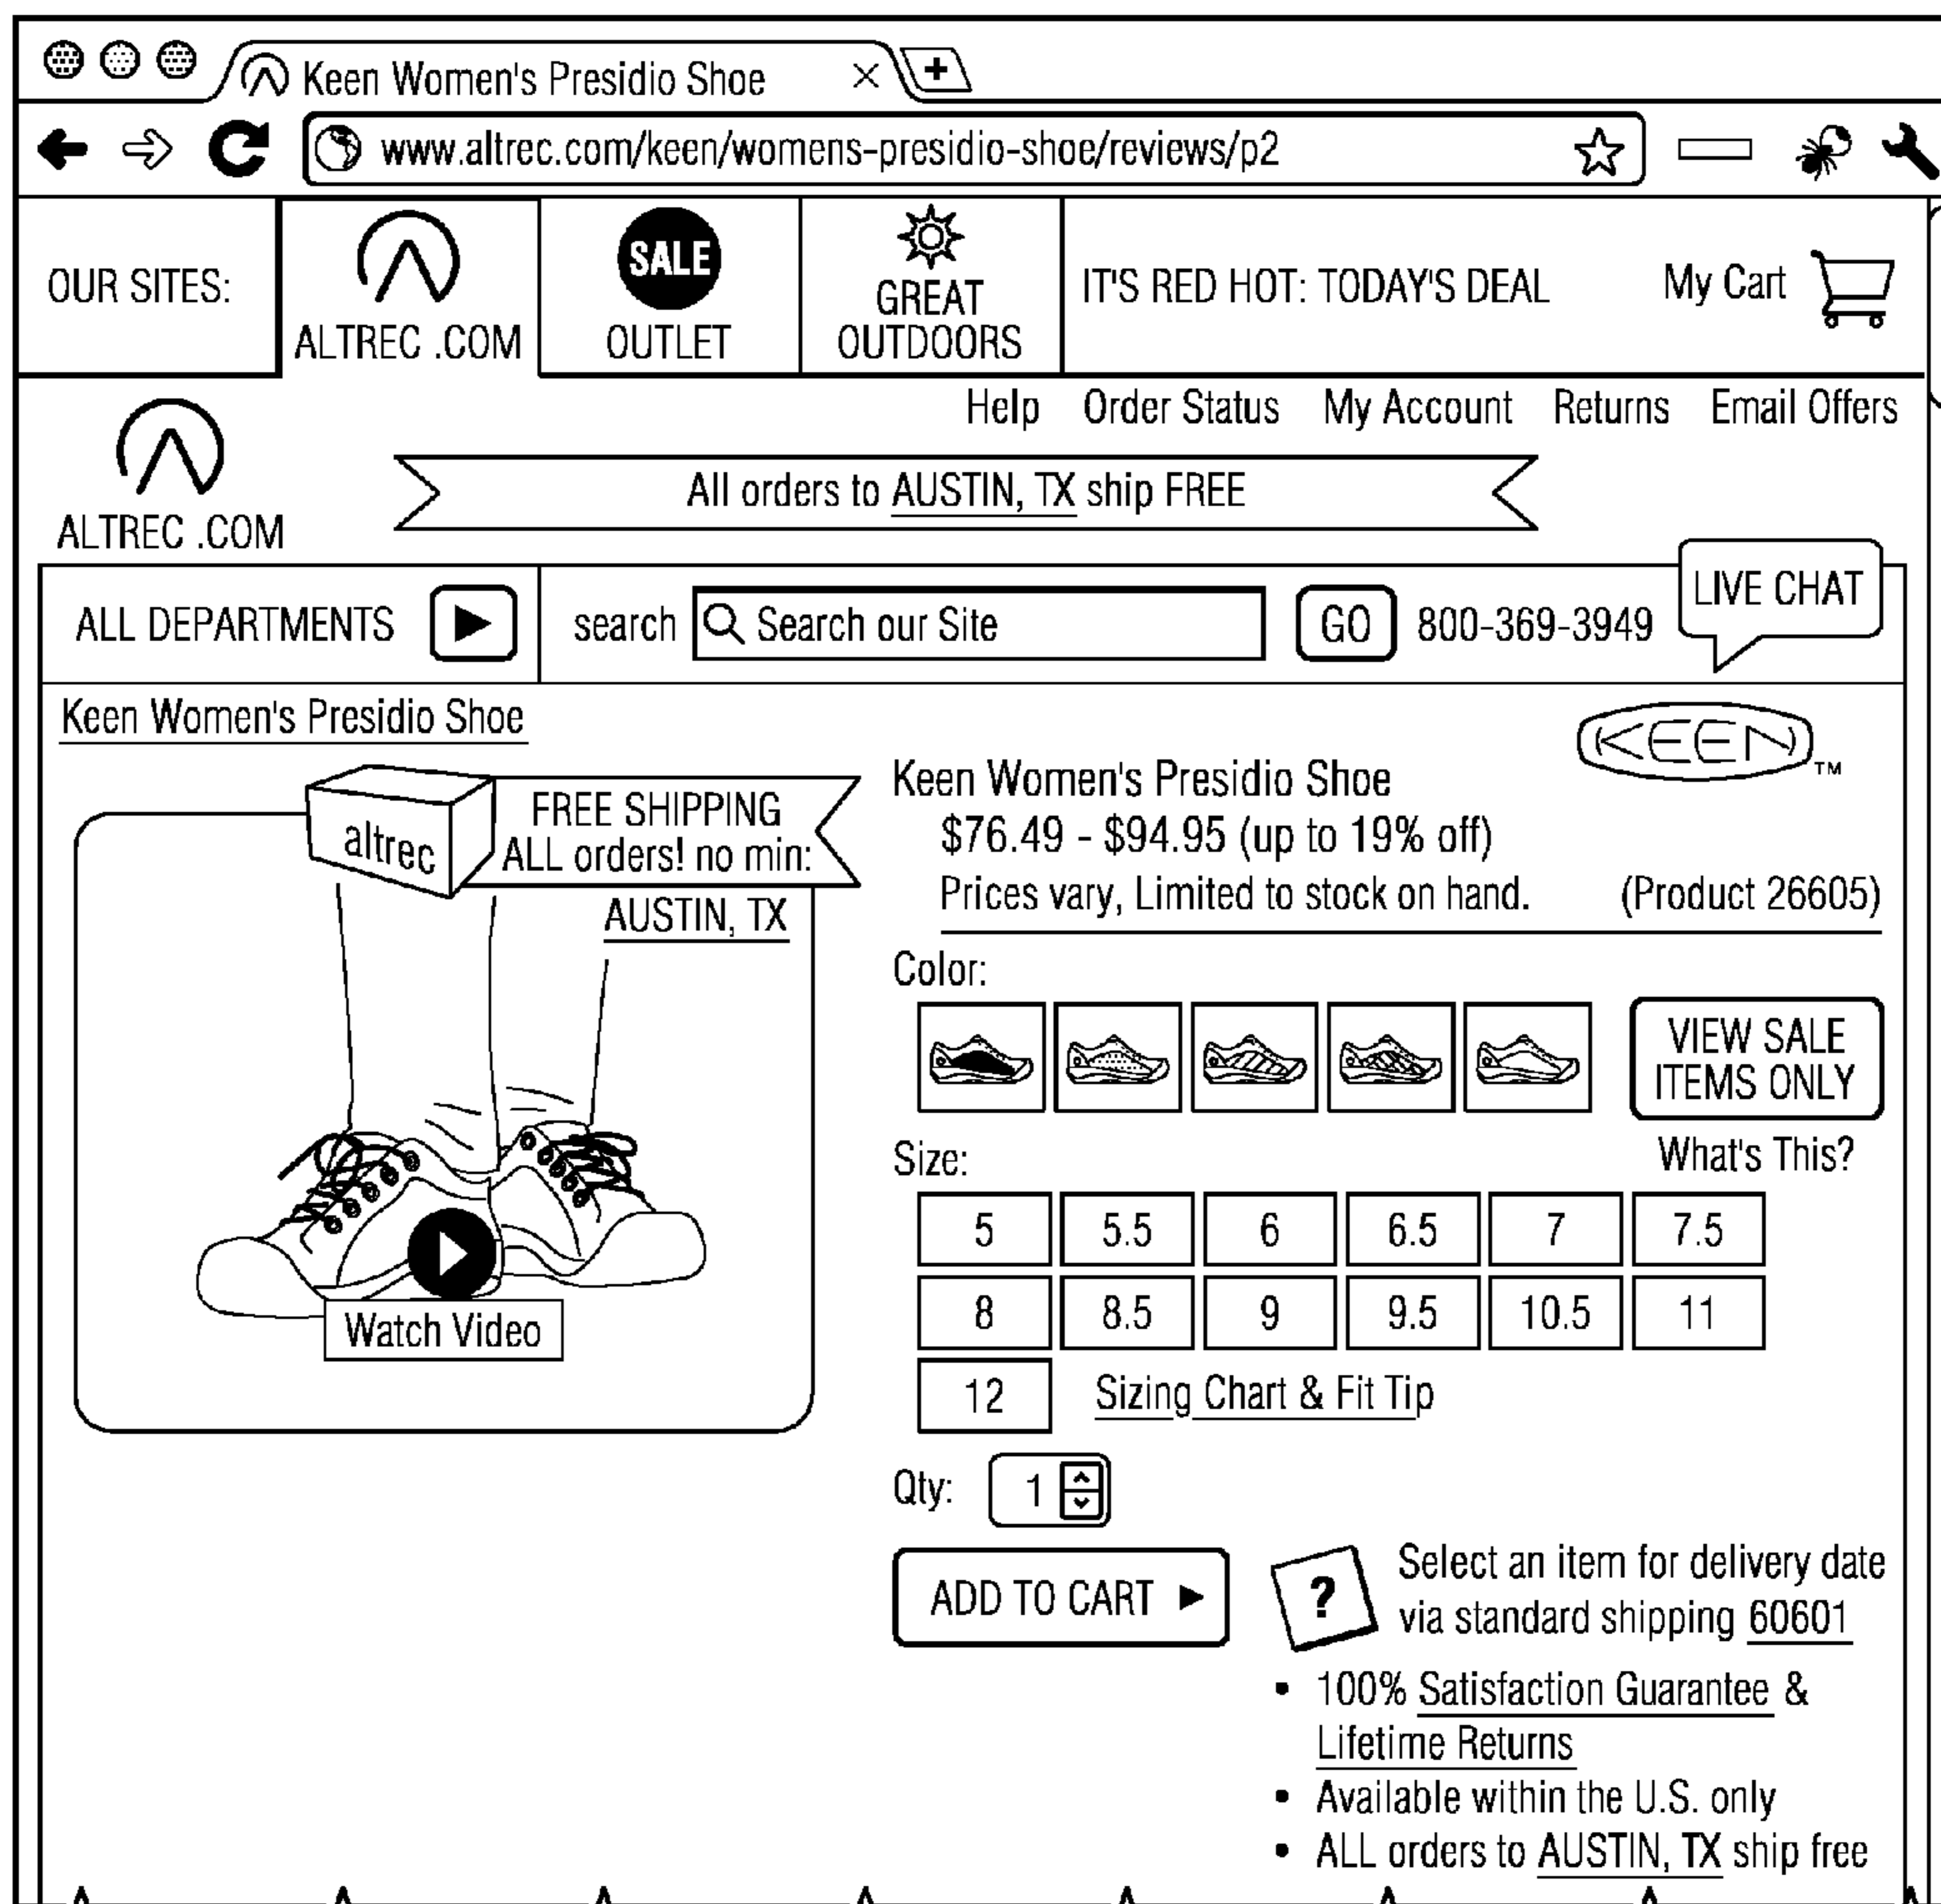 Keen Women's Presidio Shoe
www.altrec.com/keen/womens-presidio-shoe/reviews/p2
OUR SITES:
ALTREC .COM
SALE
OUTLET
GREAT
OUTDOORS
IT'S RED HOT: TODAY'S DEAL
My Cart
Help Order Status My Account Returns Email Offers
ALTREC .COM
All orders to AUSTIN, TX ship FREE
ALL DEPARTMENTS
search
Search our Site
GO
800-369-3949
LIVE CHAT
Keen Women's Presidio Shoe
KEEN TM
altrec
FREE SHIPPING
ALL orders! no min:
AUSTIN, TX
Watch Video
Keen Women's Presidio Shoe
$76.49 - $94.95 (up to 19% off)
Prices vary, Limited to stock on hand. (Product 26605)
Color:
VIEW SALE
ITEMS ONLY
What's This?
Size:
5 5.5 6 6.5 7 7.5
8 8.5 9 9.5 10.5 11
12 Sizing Chart & Fit Tip
Qty: 1
ADD TO CART
?
Select an item for delivery date
via standard shipping 60601
• 100% Satisfaction Guarantee &
Lifetime Returns
• Available within the U.S. only
• ALL orders to AUSTIN, TX ship free